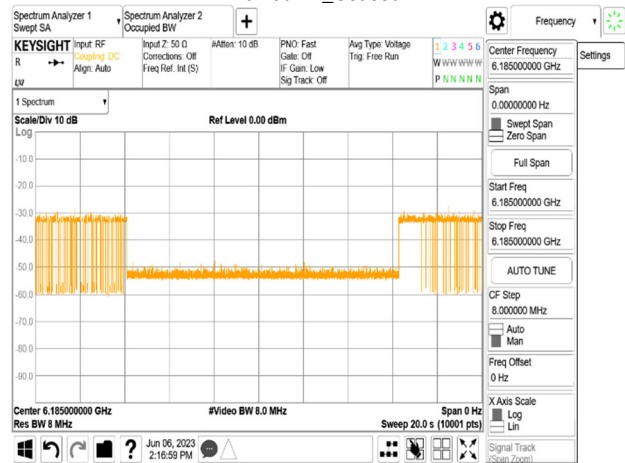 Spectrum Analyzer 1
Swept SA
Spectrum Analyzer 2
Occupied BW
+
Frequency
KEYSIGHT
R
Input: RF
Coupling: DC
Align: Auto
Input Z: 50 Ω
Corrections: Off
Freq Ref: Int (S)
#Atten: 10 dB
PNO: Fast
Gate: Off
IF Gain: Low
Sig Track: Off
Avg Type: Voltage
Trig: Free Run
1 2 3 4 5 6
W W W W W W
P N N N N N
Center Frequency
6.185000000 GHz
Settings
Span
0.00000000 Hz
Swept Span
Zero Span
Full Span
Start Freq
6.185000000 GHz
Stop Freq
6.185000000 GHz
AUTO TUNE
CF Step
8.000000 MHz
Auto
Man
Freq Offset
0 Hz
X Axis Scale
Log
Lin
Signal Track
(Span Zoom)
1 Spectrum
Scale/Div 10 dB
Ref Level 0.00 dBm
Log
-10.0
-20.0
-30.0
-40.0
-50.0
-60.0
-70.0
-80.0
-90.0
Center 6.185000000 GHz
#Video BW 8.0 MHz
Span 0 Hz
Res BW 8 MHz
Sweep 20.0 s (10001 pts)
?
Jun 06, 2023
2:16:59 PM